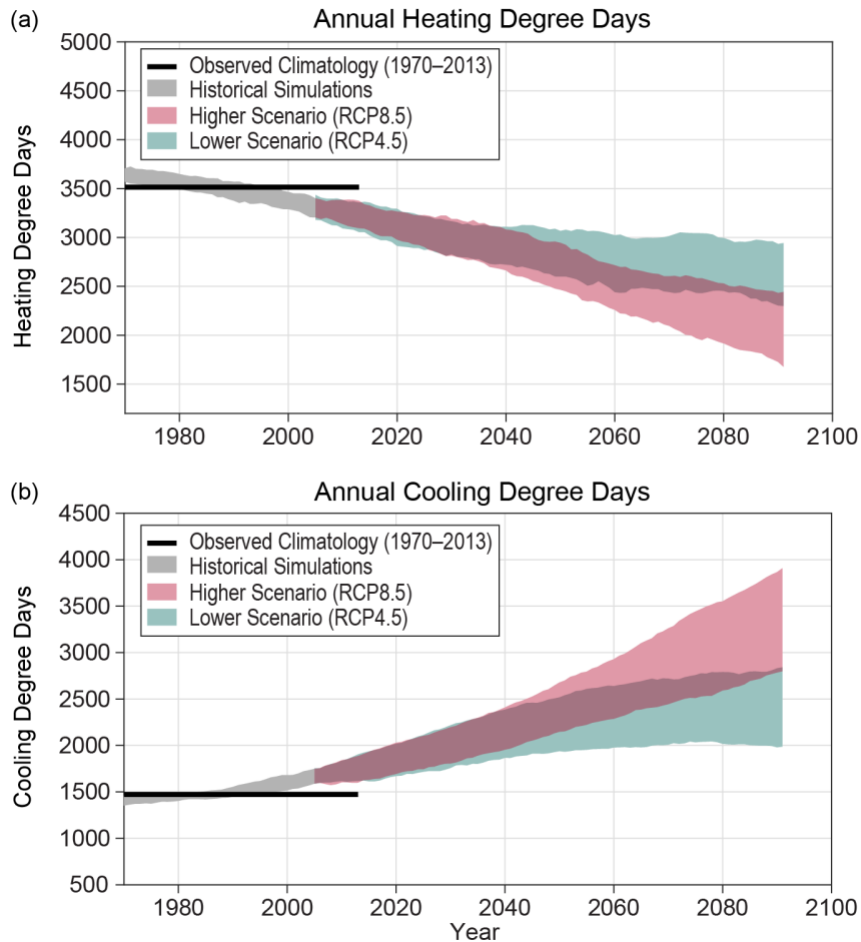 (a)
Annual Heating Degree Days
Observed Climatology (1970–2013)
Historical Simulations
Higher Scenario (RCP8.5)
Lower Scenario (RCP4.5)
Heating Degree Days
5000
4500
4000
3500
3000
2500
2000
1500
1980 2000 2020 2040 2060 2080 2100
(b)
Annual Cooling Degree Days
Observed Climatology (1970–2013)
Historical Simulations
Higher Scenario (RCP8.5)
Lower Scenario (RCP4.5)
Cooling Degree Days
4500
4000
3500
3000
2500
2000
1500
1000
500
1980 2000 2020 2040 2060 2080 2100
Year